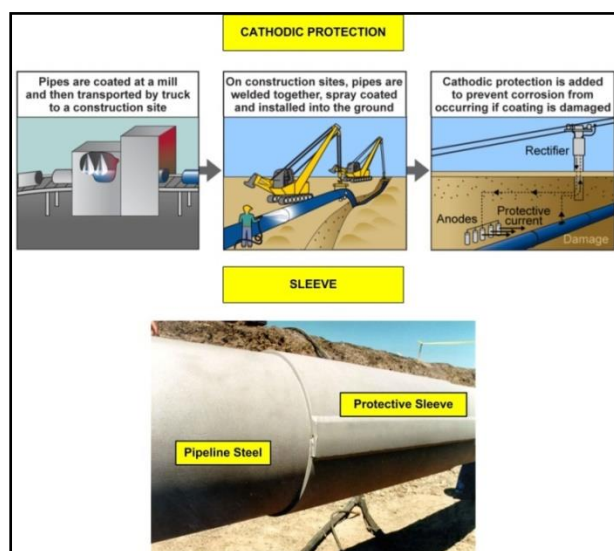 CATHODIC PROTECTION
Pipes are coated at a mill
and then transported by truck
to a construction site
On construction sites, pipes are
welded together, spray coated
and installed into the ground
Cathodic protection is added
to prevent corrosion from
occurring if coating is damaged
Rectifier
Anodes
Protective
current
Damage
SLEEVE
Protective Sleeve
Pipeline Steel